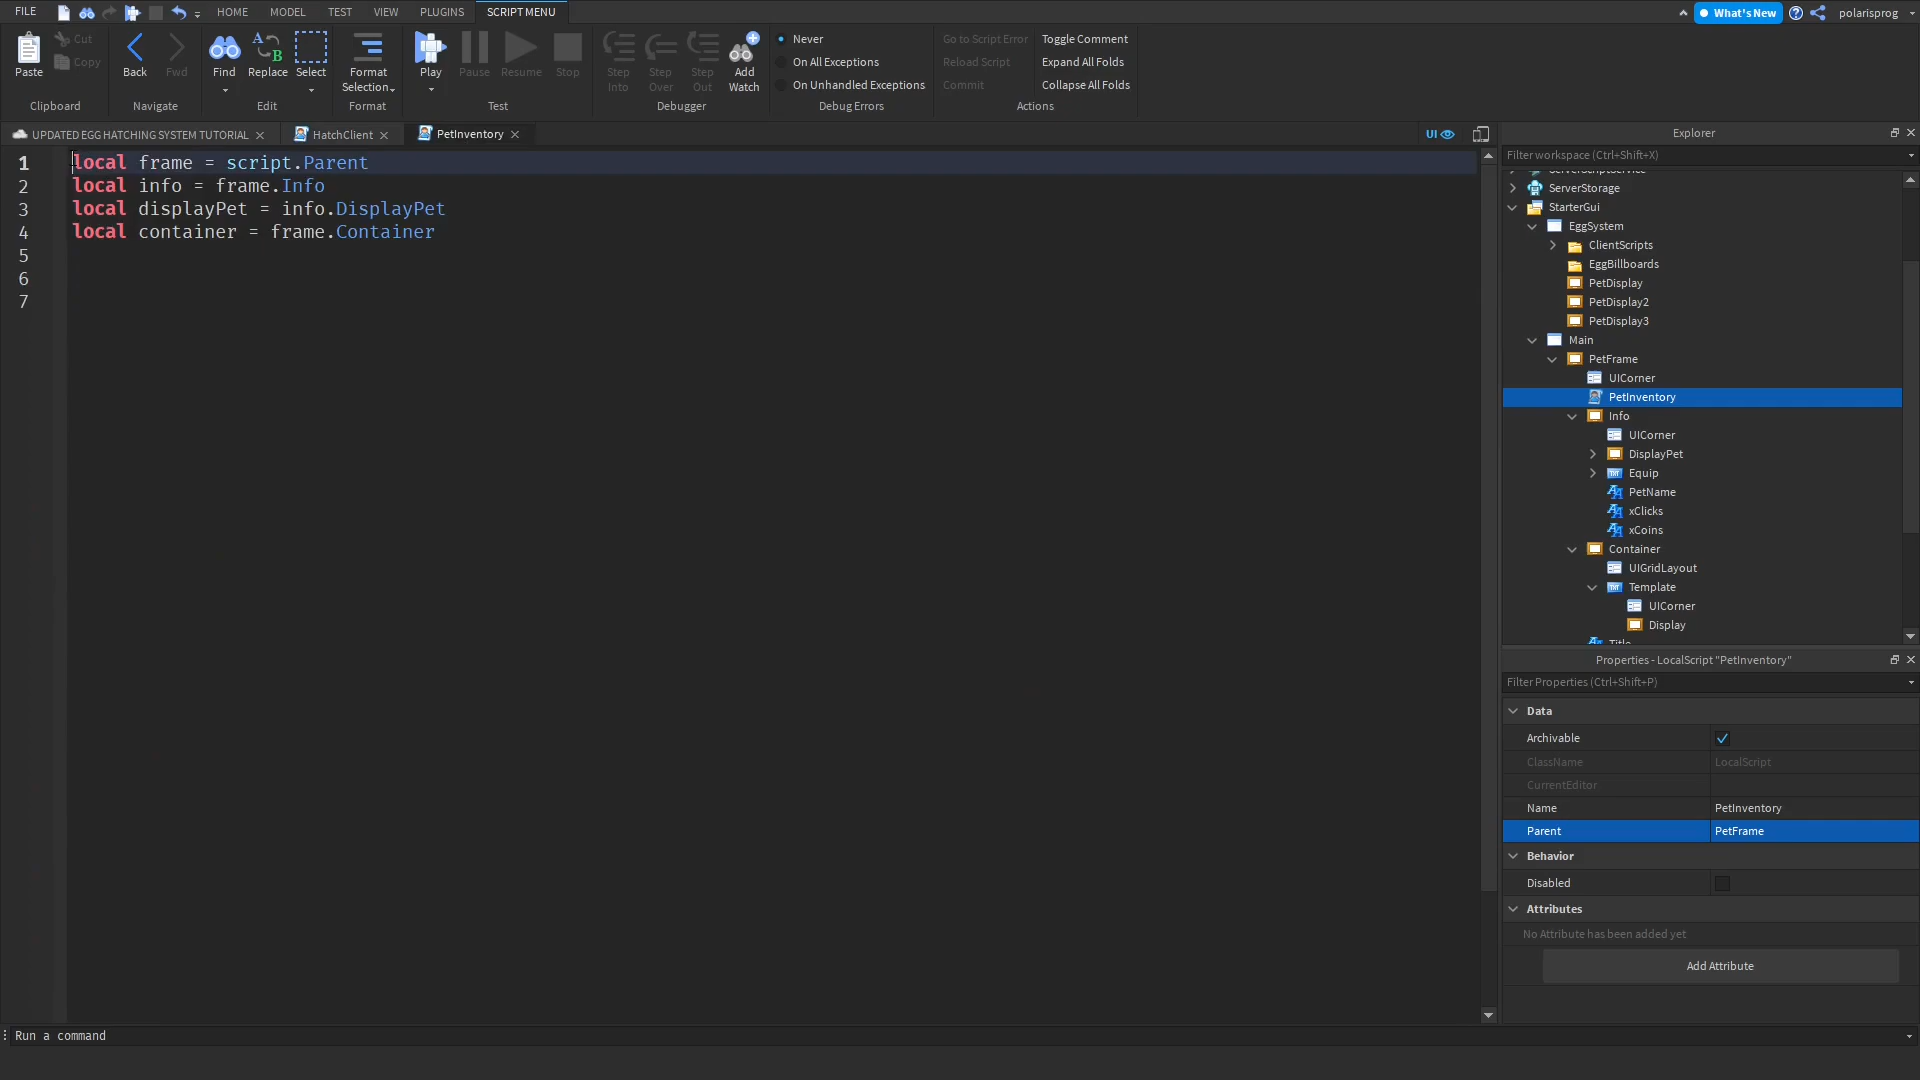 FILE
HOME
MODEL
TEST
VIEW
PLUGINS
SCRIPT MENU
What's New
polarisprog
Paste
Cut
Copy
Clipboard
Back
Fwd
Navigate
Find
Replace
Select
Edit
Format
Selection
Format
Play
Pause
Resume
Stop
Test
Step
Into
Step
Over
Step
Out
Add
Watch
Debugger
Never
On All Exceptions
On Unhandled Exceptions
Debug Errors
Go to Script Error
Reload Script
Commit
Toggle Comment
Expand All Folds
Collapse All Folds
Actions
UPDATED EGG HATCHING SYSTEM TUTORIAL
HatchClient
PetInventory
UI
1 local frame = script.Parent
2 local info = frame.Info
3 local displayPet = info.DisplayPet
4 local container = frame.Container
5
6
7
Explorer
Filter workspace (Ctrl+Shift+X)
ServerScriptService
ServerStorage
StarterGui
EggSystem
ClientScripts
EggBillboards
PetDisplay
PetDisplay2
PetDisplay3
Main
PetFrame
UICorner
PetInventory
Info
UICorner
DisplayPet
Equip
PetName
xClicks
xCoins
Container
UIGridLayout
Template
UICorner
Display
Title
Properties - LocalScript "PetInventory"
Filter Properties (Ctrl+Shift+P)
Data
Archivable
ClassName LocalScript
CurrentEditor
Name PetInventory
Parent PetFrame
Behavior
Disabled
Attributes
No Attribute has been added yet
Add Attribute
Run a command